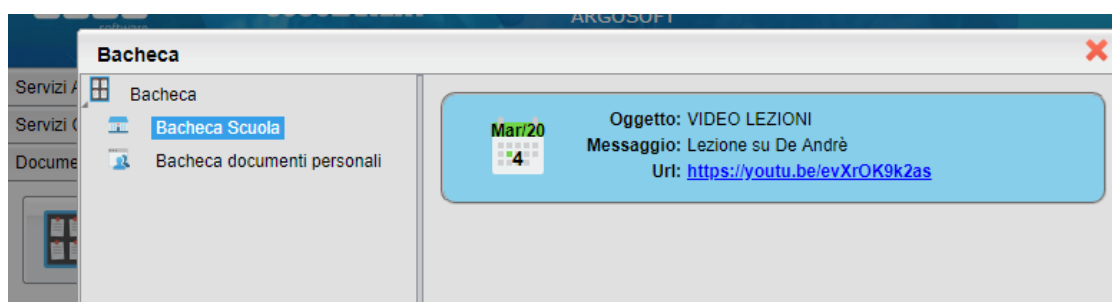 software
ARGOSOFT
Bacheca
Servizi
Bacheca
Servizi
Bacheca Scuola
Bacheca documenti personali
Mar/20
4
Oggetto: VIDEO LEZIONI
Messaggio: Lezione su De Andrè
Url: https://youtu.be/evXrOK9k2as